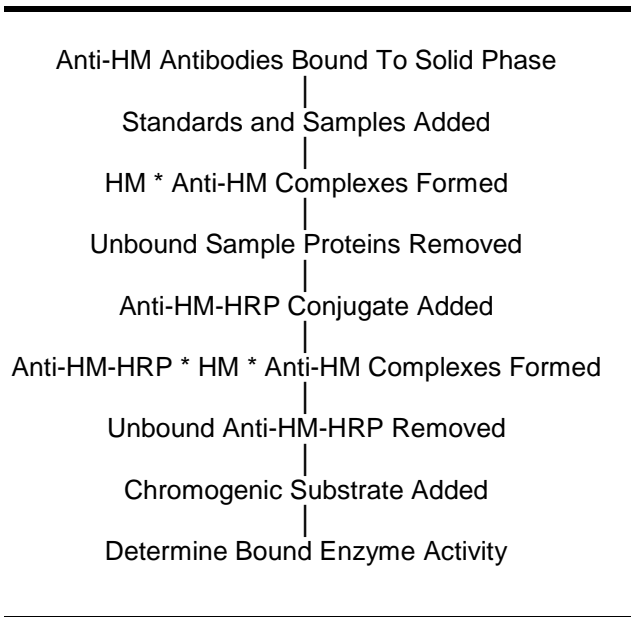 Anti-HM Antibodies Bound To Solid Phase
Standards and Samples Added
HM * Anti-HM Complexes Formed
Unbound Sample Proteins Removed
Anti-HM-HRP Conjugate Added
Anti-HM-HRP * HM * Anti-HM Complexes Formed
Unbound Anti-HM-HRP Removed
Chromogenic Substrate Added
Determine Bound Enzyme Activity